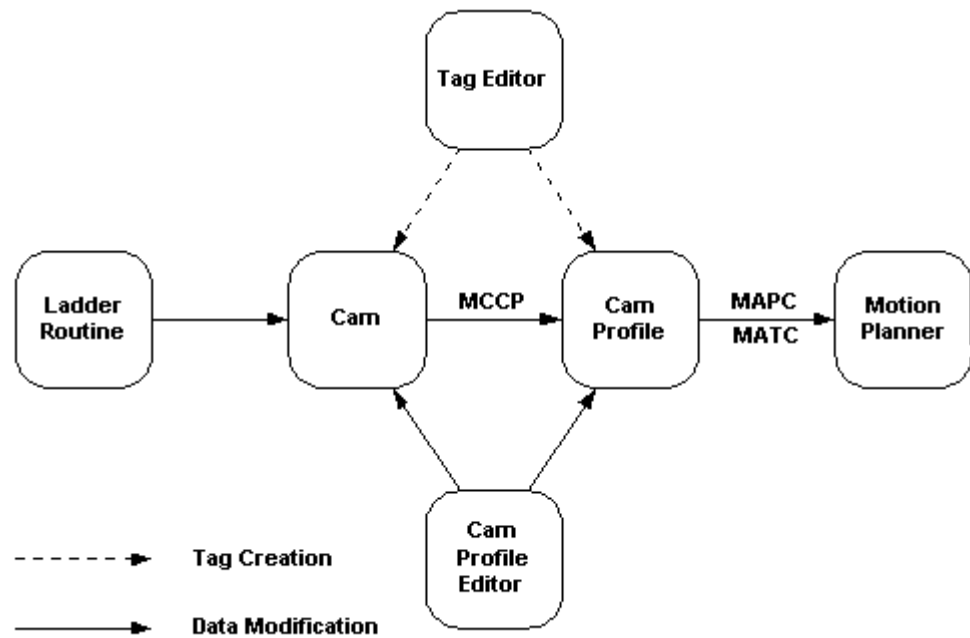 Tag Editor
Ladder
Routine
Cam
MCCP
Cam
Profile
MAPC
MATC
Motion
Planner
Cam
Profile
Editor
Tag Creation
Data Modification